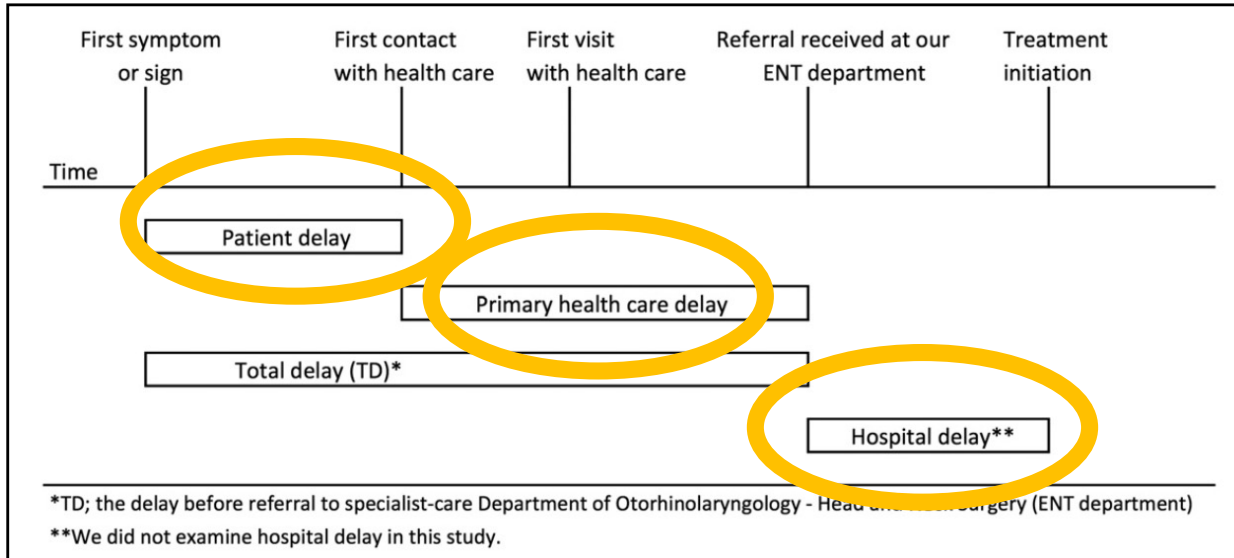 First symptom
or sign
First contact
with health care
First visit
with health care
Referral received at our
ENT department
Treatment
initiation
Time
Patient delay
Primary health care delay
Total delay (TD)*
Hospital delay**
*TD; the delay before referral to specialist-care Department of Otorhinolaryngology - Head and Neck Surgery (ENT department)
**We did not examine hospital delay in this study.